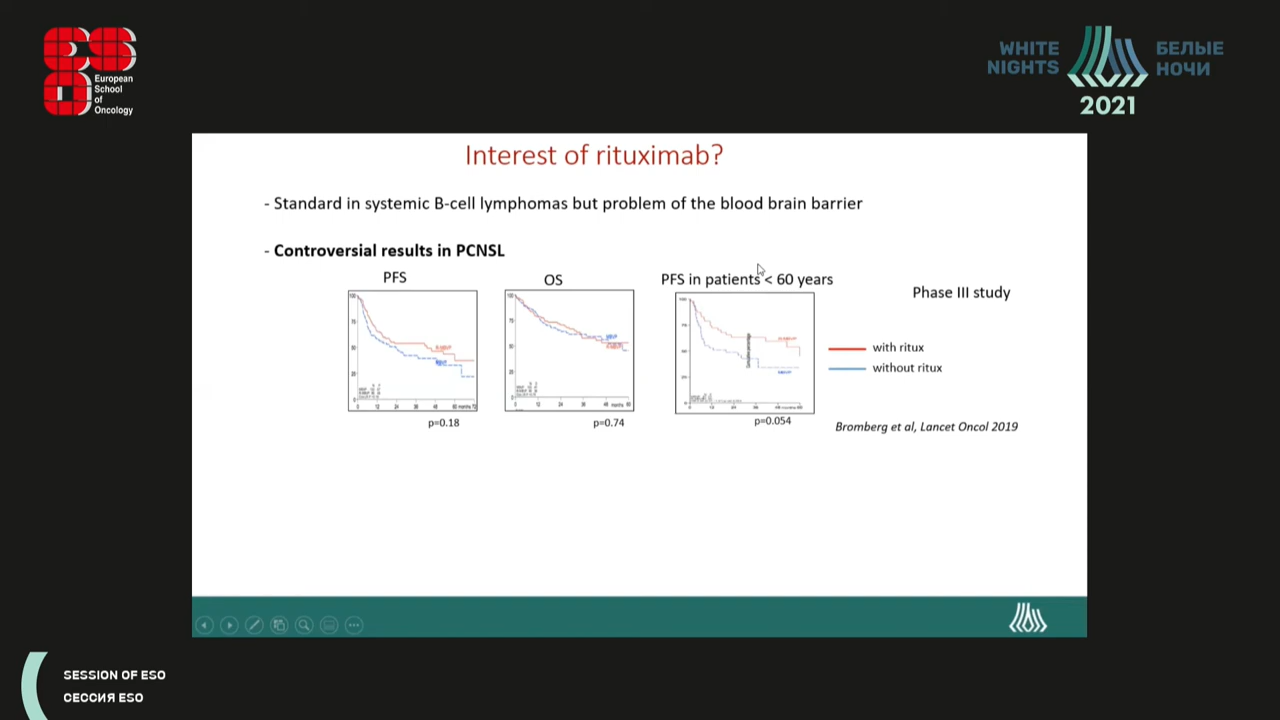 European
School
of
Oncology
WHITE
NIGHTS
БЕЛЫЕ
НОЧИ
2021
Interest of rituximab?
- Standard in systemic B-cell lymphomas but problem of the blood brain barrier
- Controversial results in PCNSL
PFS
OS
PFS in patients < 60 years
Phase III study
with ritux
without ritux
p=0.18
p=0.74
p=0.054
Bromberg et al, Lancet Oncol 2019
SESSION OF ESO
СЕССИЯ ESO